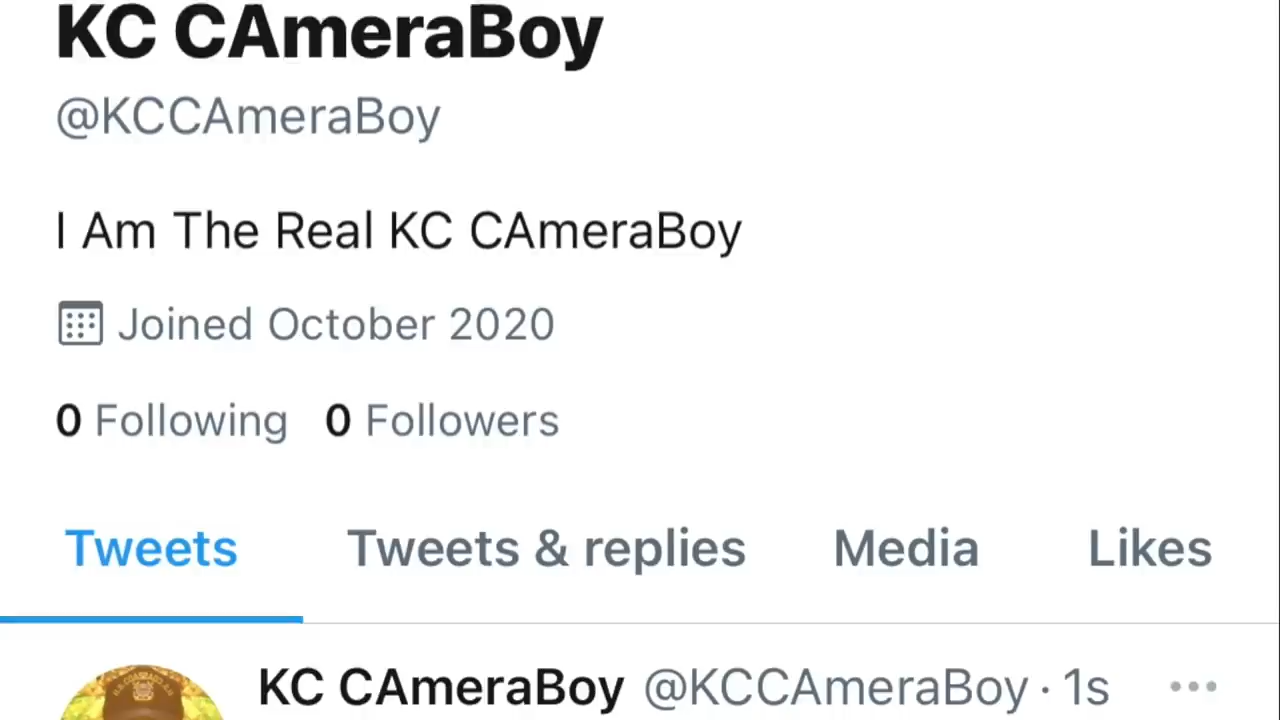 KC CAmeraBoy
@KCCAmeraBoy
I Am The Real KC CAmeraBoy
Joined October 2020
0 Following 0 Followers
Tweets Tweets & replies Media Likes
KC CAmeraBoy @KCCAmeraBoy · 1s